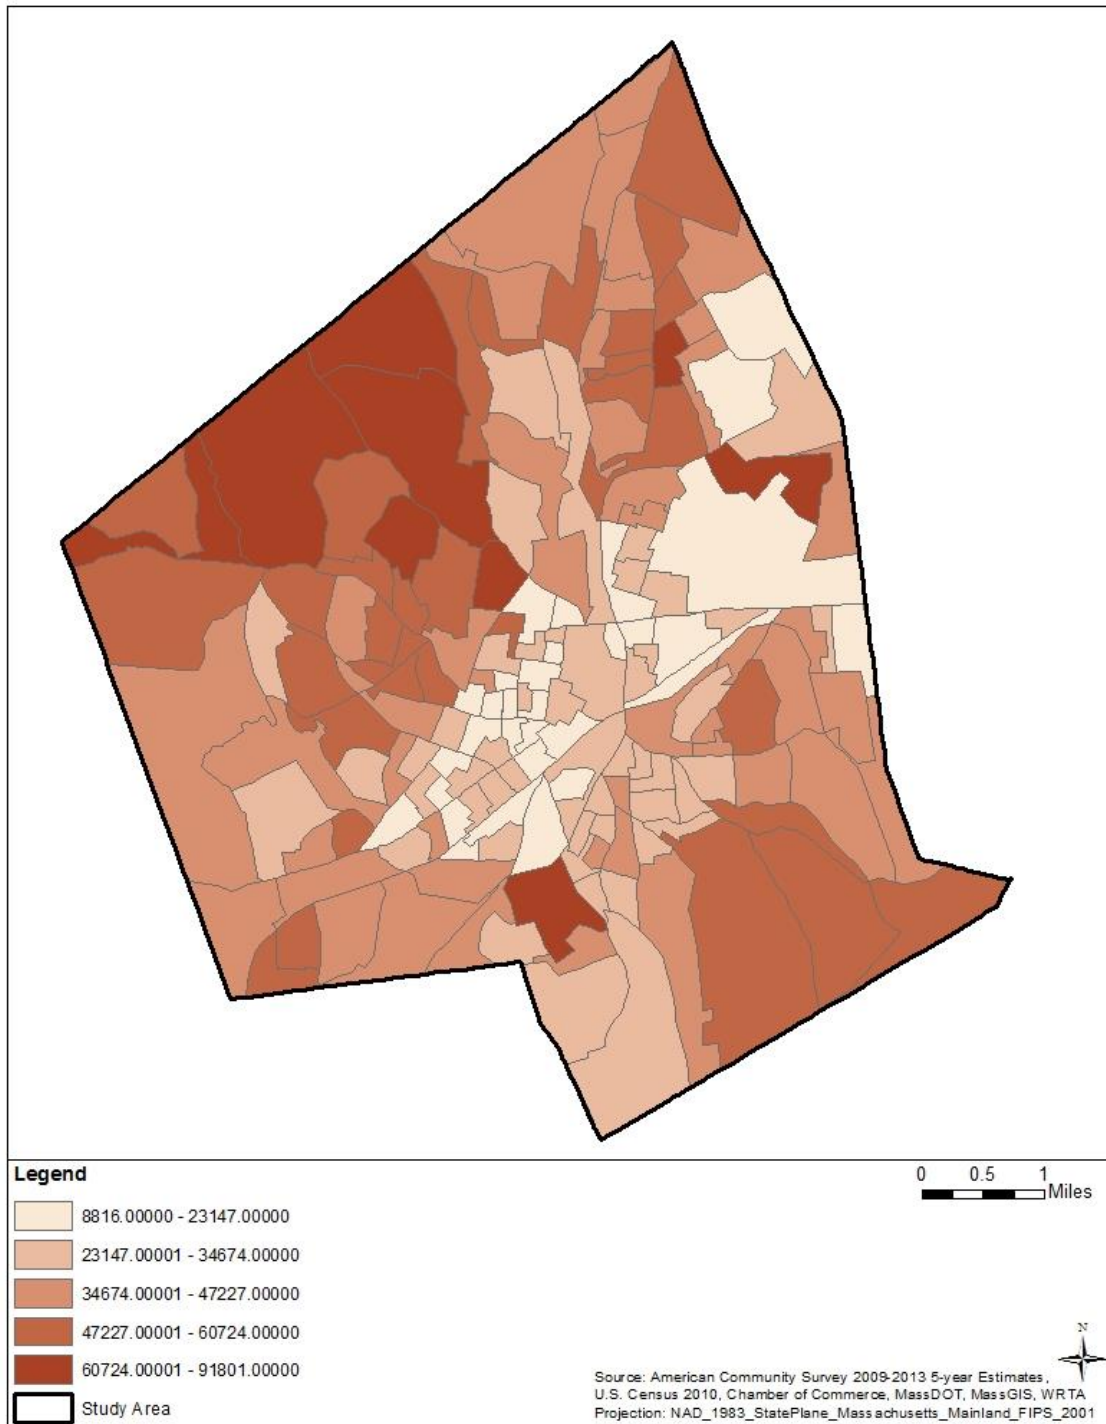 Legend
8816.00000 - 23147.00000
23147.00001 - 34674.00000
34674.00001 - 47227.00000
47227.00001 - 60724.00000
60724.00001 - 91801.00000
Study Area
0 0.5 1
Miles
N
Source: American Community Survey 2009-2013 5-year Estimates,
U.S. Census 2010, Chamber of Commerce, MassDOT, MassGIS, WRTA
Projection: NAD_1983_StatePlane_Massachusetts_Mainland_FIPS_2001